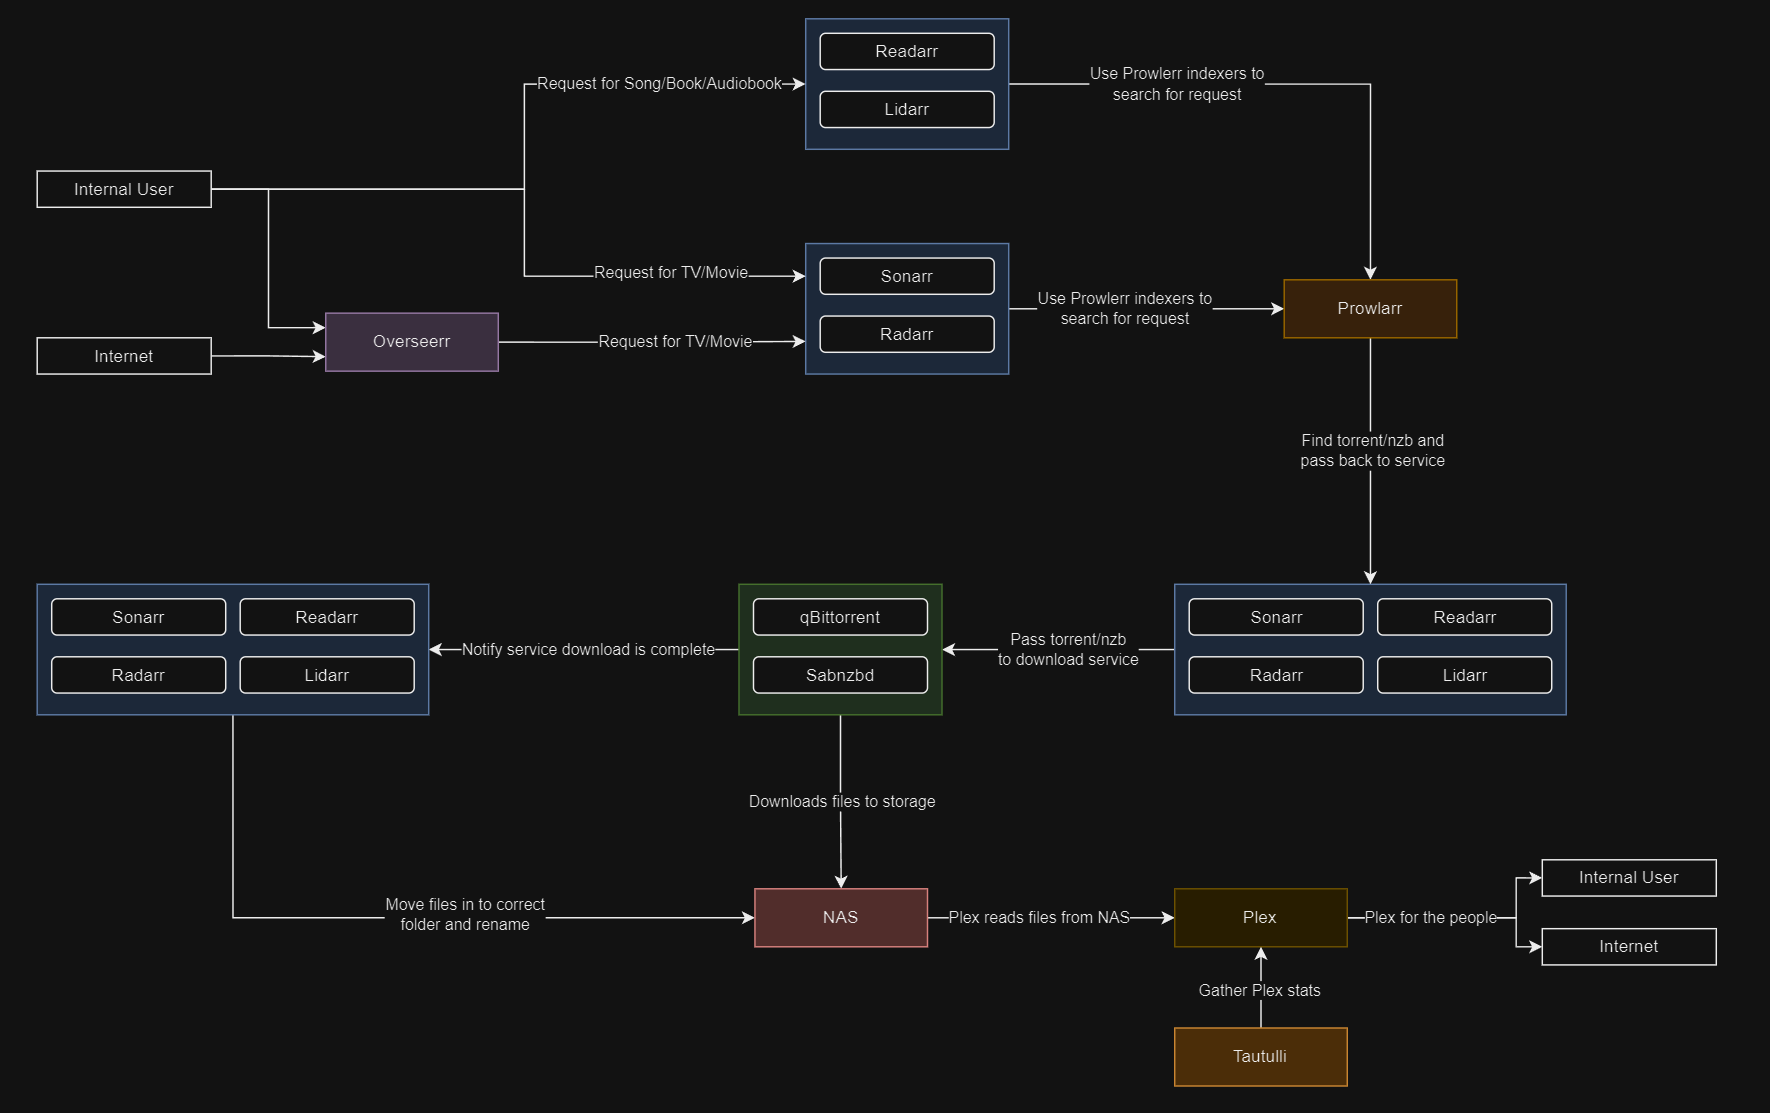 Readarr
Request for Song/Book/Audiobook
Use Prowlerr indexers to
search for request
Lidarr
Internal User
Sonarr
Request for TV/Movie
Use Prowlerr indexers to
search for request
Prowlarr
Radarr
Overseerr
Request for TV/Movie
Internet
Find torrent/nzb and
pass back to service
Sonarr
Readarr
Radarr
Lidarr
Notify service download is complete
qBittorrent
Sabnzbd
Pass torrent/nzb
to download service
Sonarr
Readarr
Radarr
Lidarr
Downloads files to storage
Move files in to correct
folder and rename
NAS
Plex reads files from NAS
Plex
Plex for the people
Internal User
Internet
Gather Plex stats
Tautulli